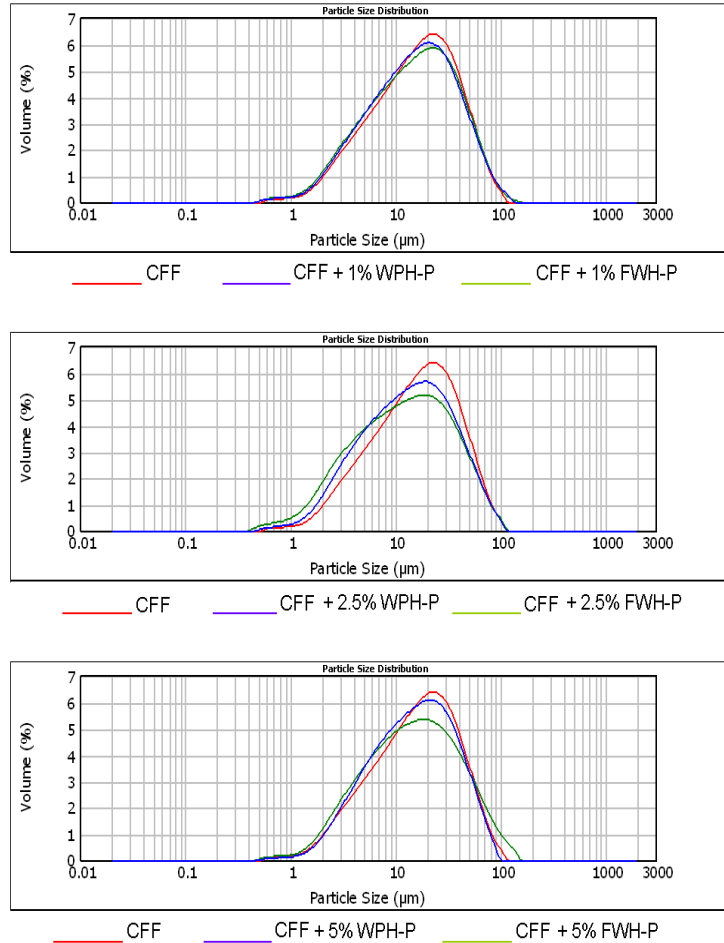 Particle Size Distribution
7
6
5
4
3
2
1
0
Volume (%)
0.01 0.1 1 10 100 1000 3000
Particle Size (µm)
CFF CFF + 1% WPH-P CFF + 1% FWH-P
Particle Size Distribution
7
6
5
4
3
2
1
0
Volume (%)
0.01 0.1 1 10 100 1000 3000
Particle Size (µm)
CFF CFF + 2.5% WPH-P CFF + 2.5% FWH-P
Particle Size Distribution
7
6
5
4
3
2
1
0
Volume (%)
0.01 0.1 1 10 100 1000 3000
Particle Size (µm)
CFF CFF + 5% WPH-P CFF + 5% FWH-P